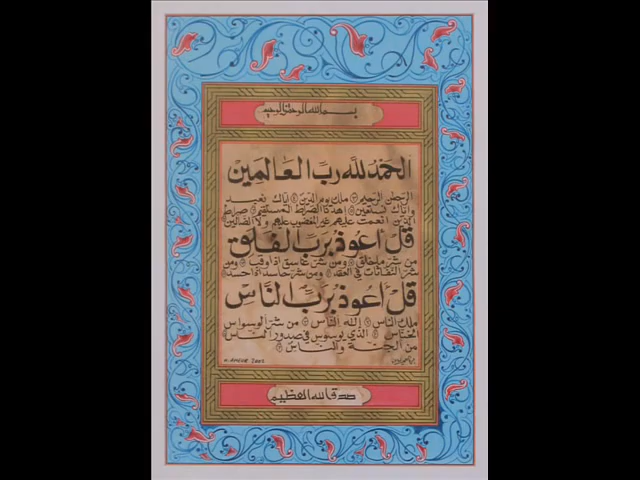 بسم الله الرحمن الرحيم
الحمد لله رب العالمين
الرحمن الرحيم ملك يوم الدين إياك نعبد
وإياك نستعين اهدنا الصراط المستقيم صراط
الذين أنعمت عليهم غير المغضوب عليهم ولا الضالين
قل أعوذ برب الفلق
من شر ما خلق ومن شر غاسق إذا وقب ومن
شر النفاثات في العقد ومن شر حاسد إذا حسد
قل أعوذ برب الناس
ملك الناس إله الناس من شر الوسواس
الخناس الذي يوسوس في صدور الناس
من الجنة والناس
صدق الله العظيم